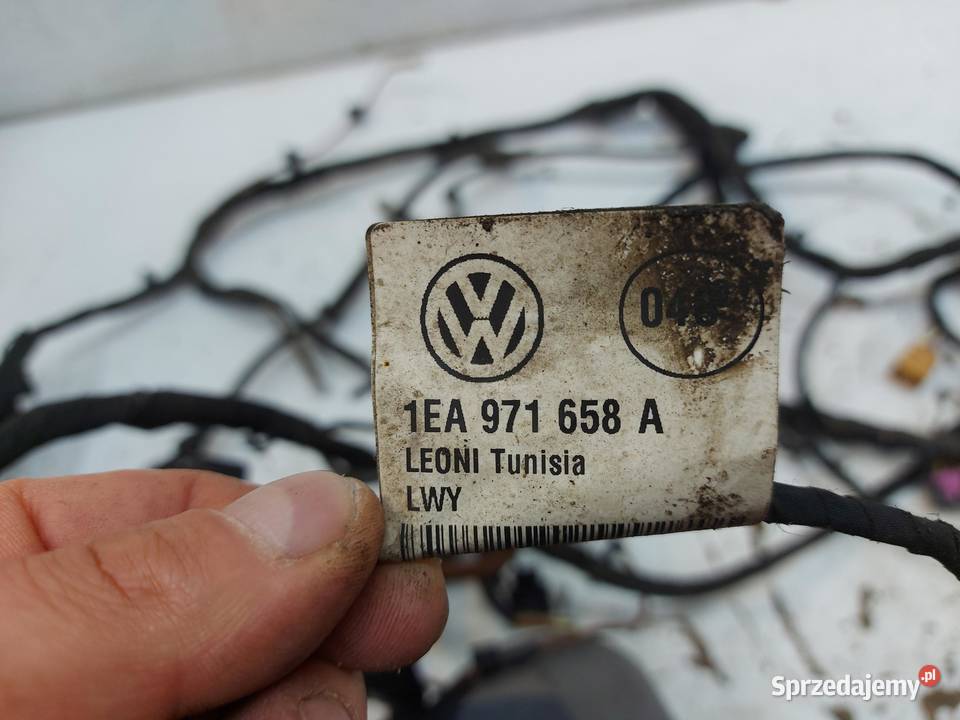 1EA 971 658 A
LEONI Tunisia
LWY
Sprzedajemy.pl